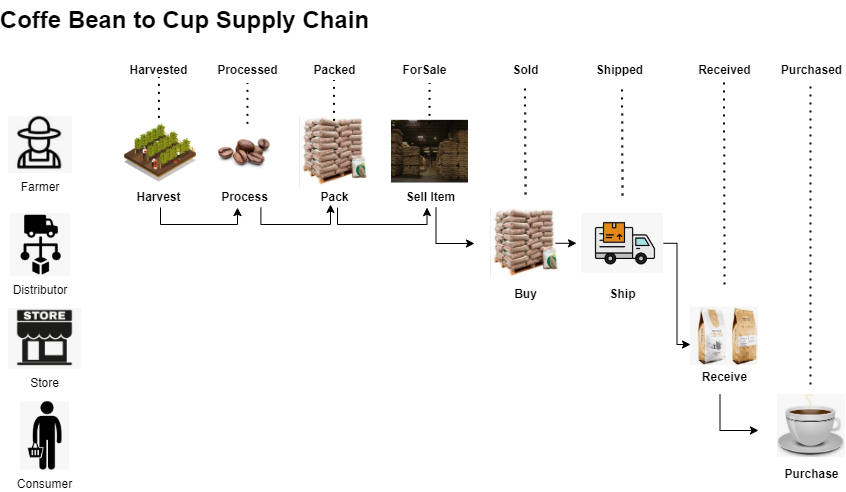 Coffe Bean to Cup Supply Chain
Harvested Processed Packed ForSale Sold Shipped Received Purchased
Farmer
Harvest Process Pack Sell Item
Distributor
Buy Ship
STORE
Store
Receive
Consumer
Purchase